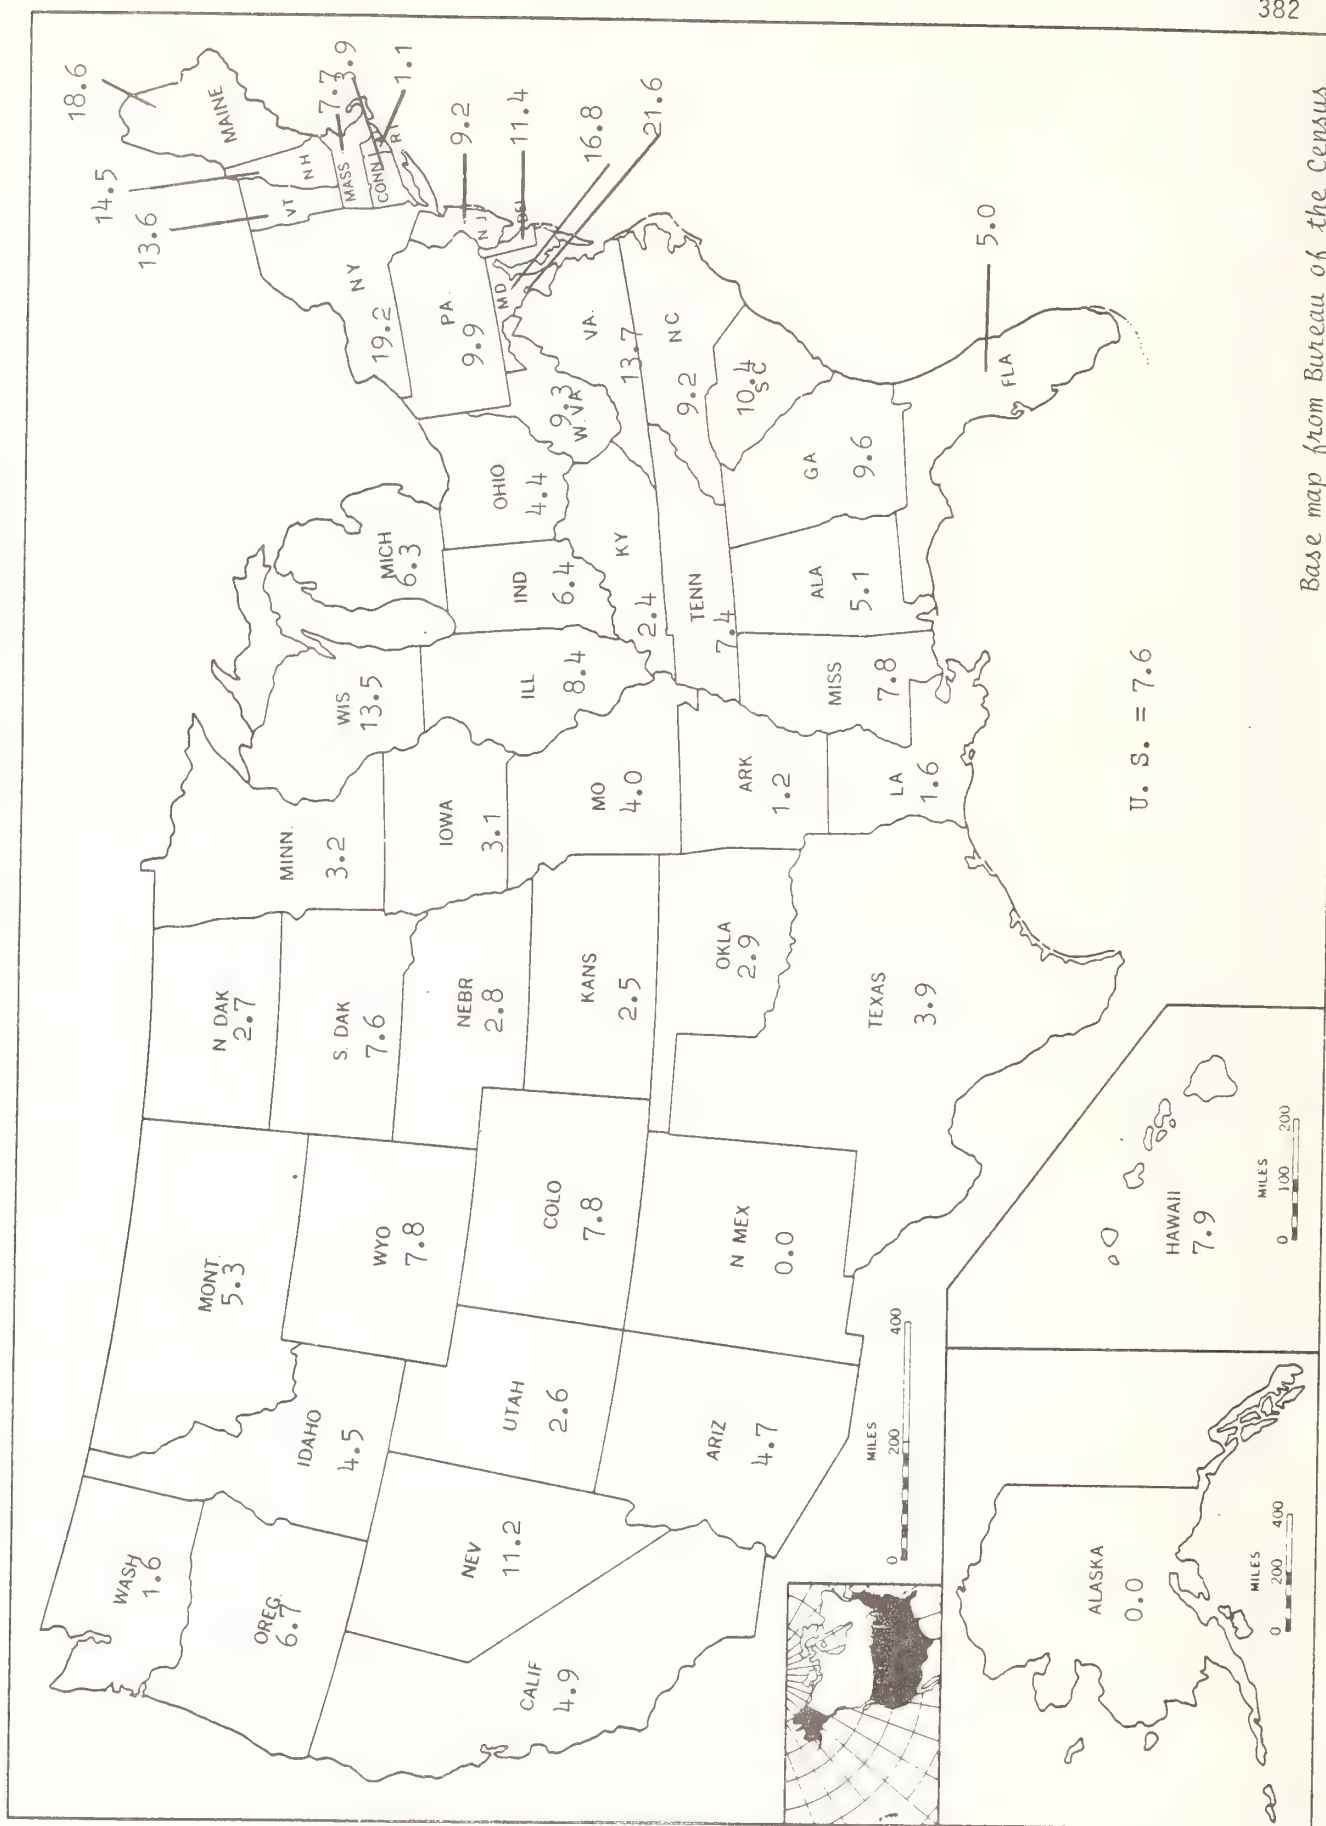 382
WASH
1.6
OREG.
6.7
CALIF
4.9
NEV
11.2
IDAHO
4.5
MONT.
5.3
WYO
7.8
UTAH
2.6
COLO
7.8
ARIZ
4.7
N MEX
0.0
N DAK
2.7
S. DAK
7.6
NEBR
2.8
KANS
2.5
OKLA
2.9
TEXAS
3.9
MINN.
3.2
IOWA
3.1
MO
4.0
ARK
1.2
LA
1.6
WIS
13.5
ILL
8.4
MICH
6.3
IND
6.4
OHIO
4.4
KY
2.4
TENN
7.4
MISS
7.8
ALA
5.1
GA
9.6
FLA
5.0
10.4
S C
NC
9.2
VA.
13.7
9.3
W. VA
PA.
9.9
NY
19.2
VT
13.6
NH
14.5
MAINE
18.6
MASS
7.7
CONN
3.9
R I
1.1
N J
9.2
DEL
11.4
MD
16.8
21.6
MILES
0 200 400
ALASKA
0.0
MILES
0 200 400
HAWAII
7.9
MILES
0 100 200
U. S. = 7.6
Base map from Bureau of the Census